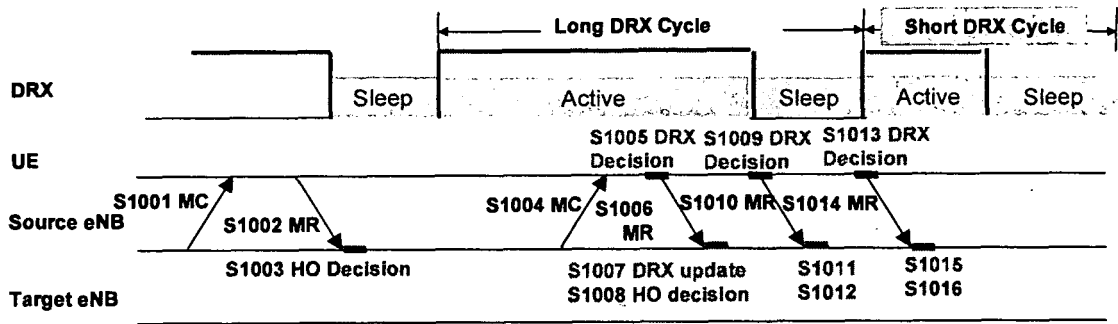 Long DRX Cycle
Short DRX Cycle
DRX
Sleep
Active
Sleep
Active
Sleep
UE
S1005 DRX
Decision
S1009 DRX
Decision
S1013 DRX
Decision
Source eNB
S1001 MC
S1002 MR
S1003 HO Decision
S1004 MC
S1006
MR
S1010 MR
S1014 MR
S1007 DRX update
S1008 HO decision
S1011
S1012
S1015
S1016
Target eNB